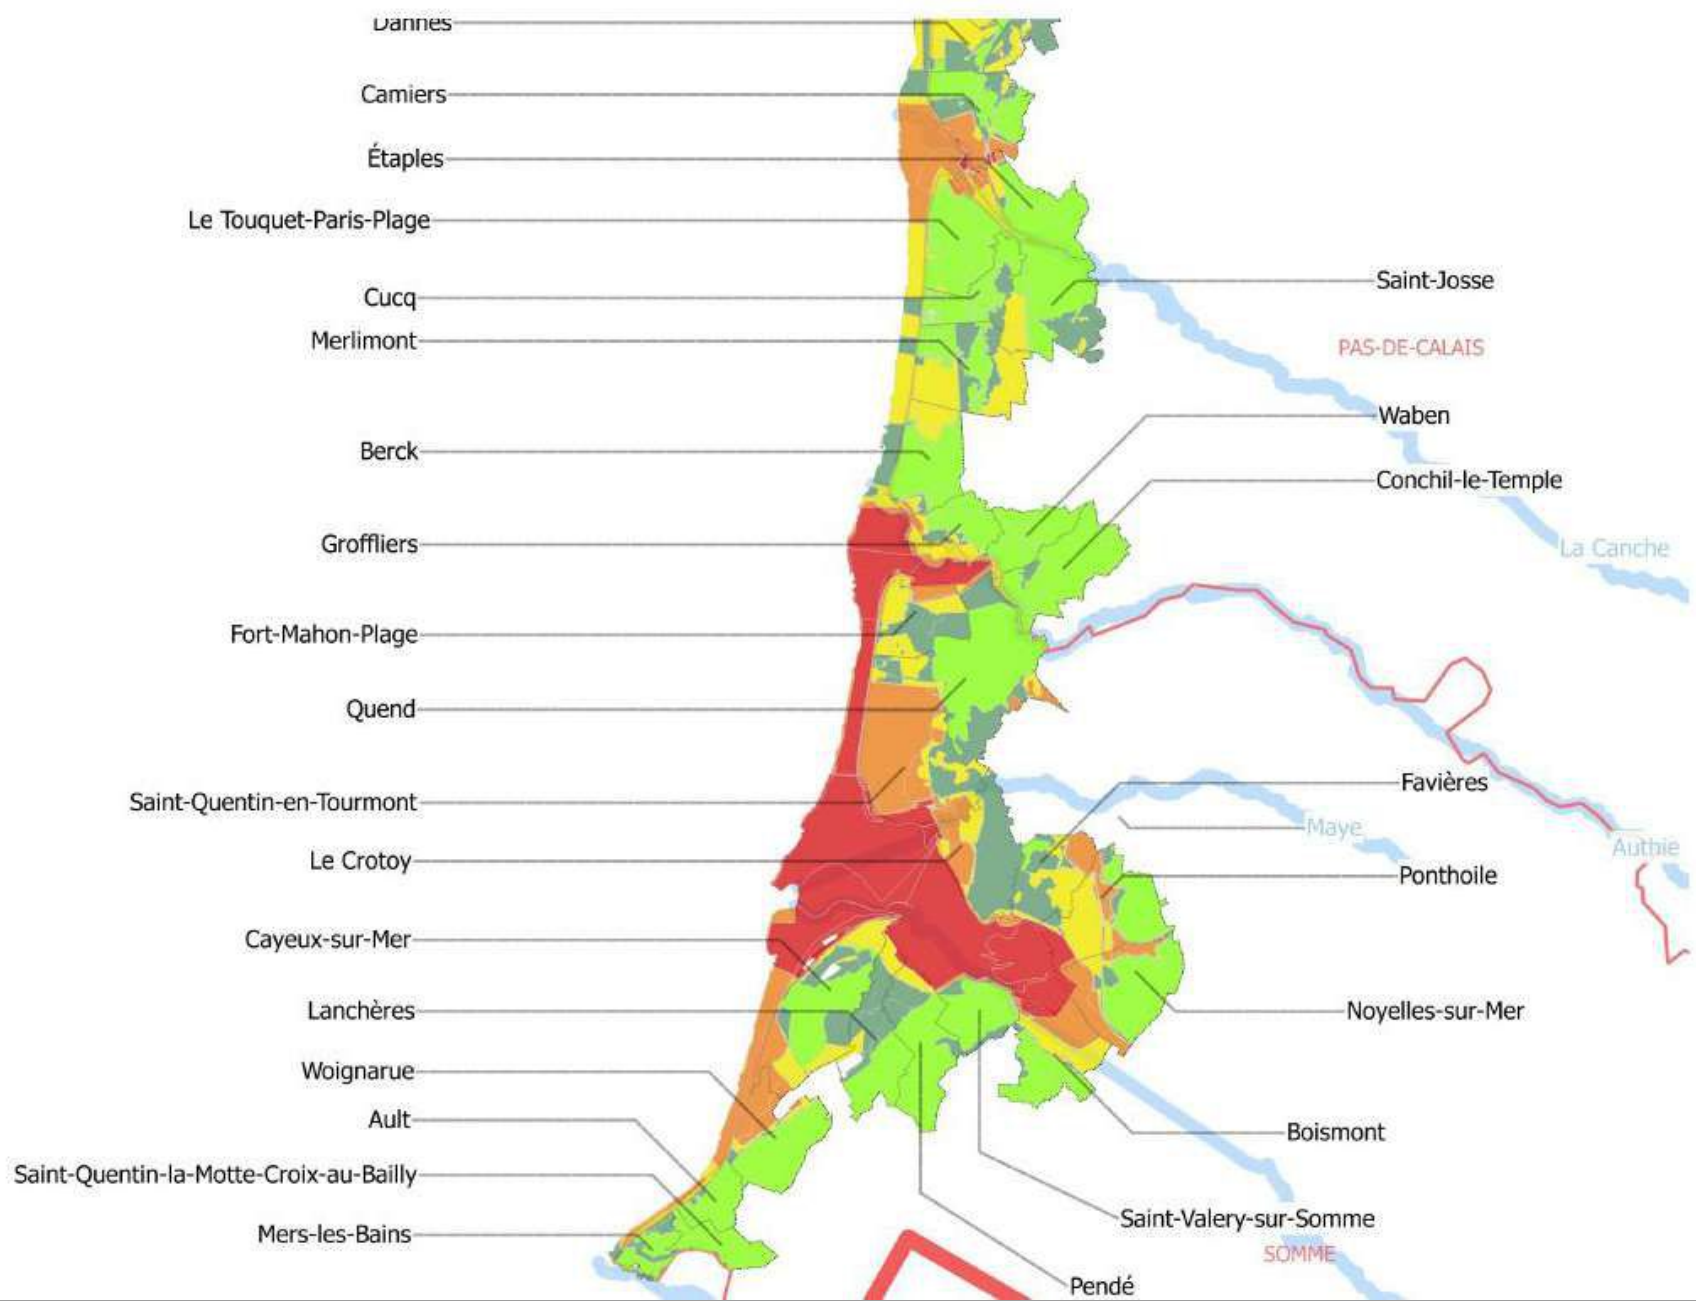 Dannes
Camiers
Étaples
Le Touquet-Paris-Plage
Saint-Josse
Cucq
Merlimont
PAS-DE-CALAIS
Waben
Berck
Conchil-le-Temple
Groffliers
La Canche
Fort-Mahon-Plage
Quend
Favières
Saint-Quentin-en-Tourmont
Maye
Authie
Le Crotoy
Ponthoile
Cayeux-sur-Mer
Lanchères
Noyelles-sur-Mer
Woignarue
Ault
Boismont
Saint-Quentin-la-Motte-Croix-au-Bailly
Saint-Valery-sur-Somme
Mers-les-Bains
SOMME
Pendé